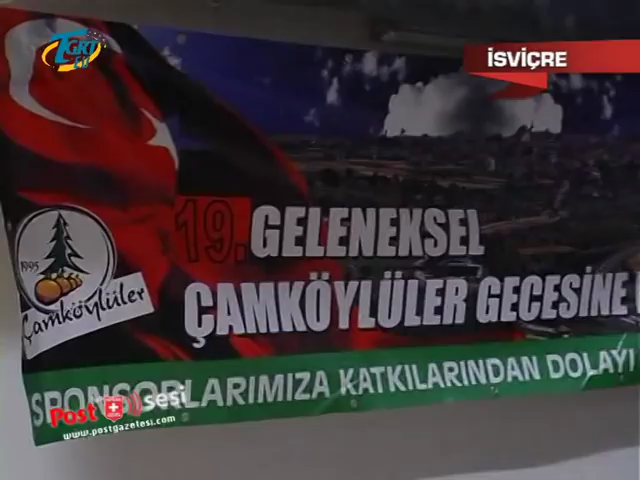 TGRT
EU
İSVİÇRE
19. GELENEKSEL
ÇAMKÖYLÜLER GECESİNE
1995
Çamköylüler
SPONSORLARIMIZA KATKILARINDAN DOLAYI
Post sesi
www.postgazetesi.com